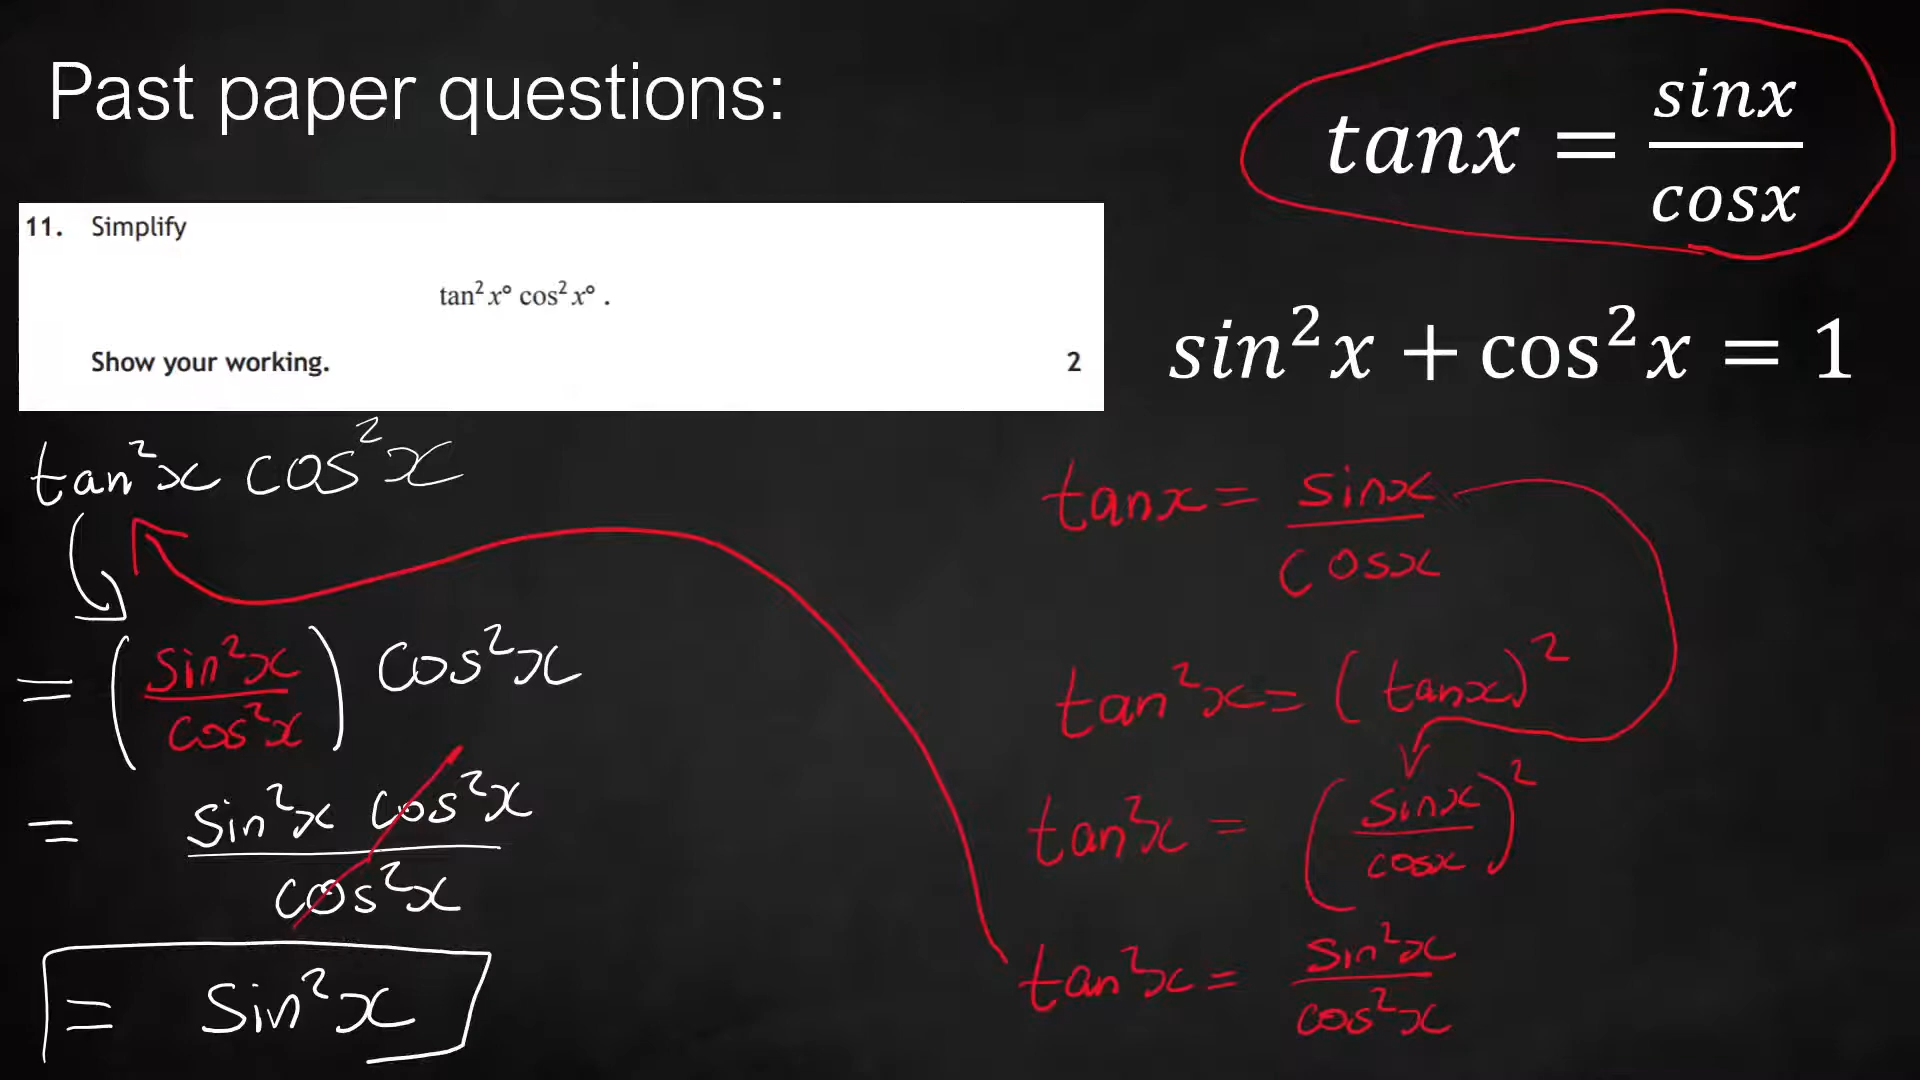 Past paper questions:
tanx = sinx/cosx
sin²x + cos²x = 1
11. Simplify
tan² x° cos² x° .
Show your working. 2
tan²x cos²x
= (sin²x/cos²x) cos²x
= sin²x cos²x/cos²x
= sin²x
tanx = sinx/cosx
tan²x = (tanx)²
tan²x = (sinx/cosx)²
tan²x = sin²x/cos²x